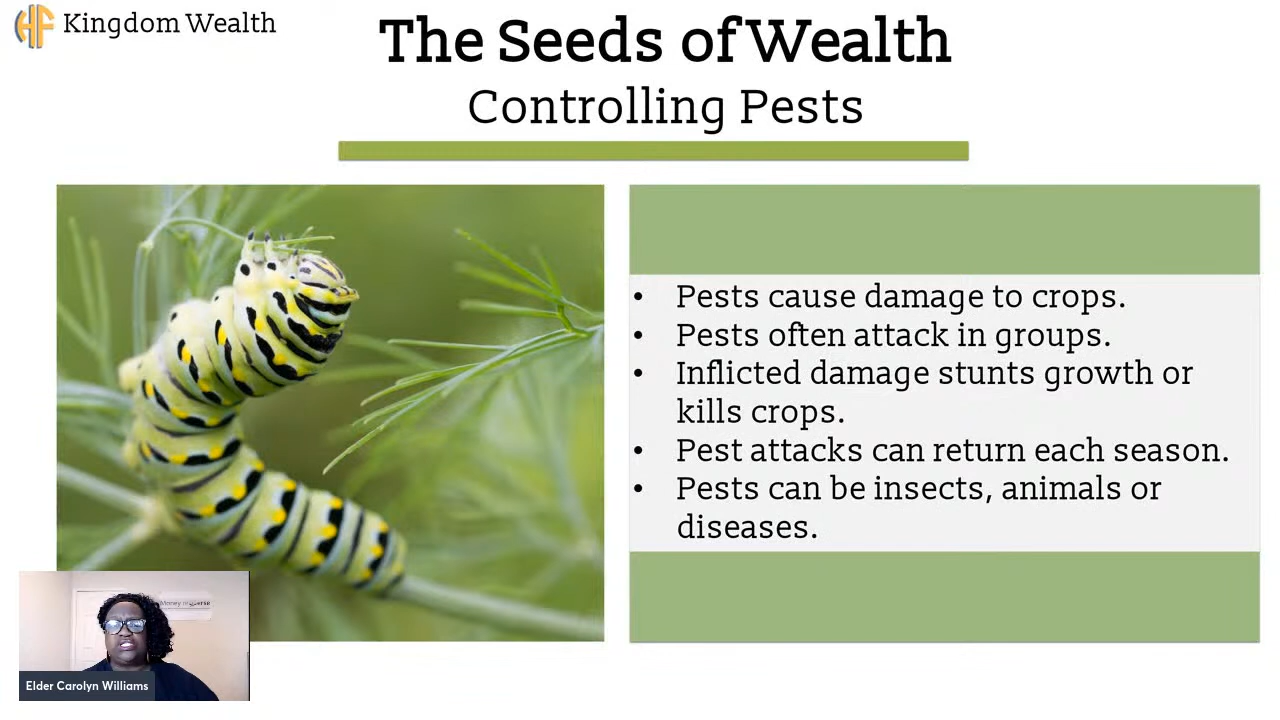 HF Kingdom Wealth
The Seeds of Wealth
Controlling Pests
• Pests cause damage to crops.
• Pests often attack in groups.
• Inflicted damage stunts growth or
kills crops.
• Pest attacks can return each season.
• Pests can be insects, animals or
diseases.
Money
Elder Carolyn Williams